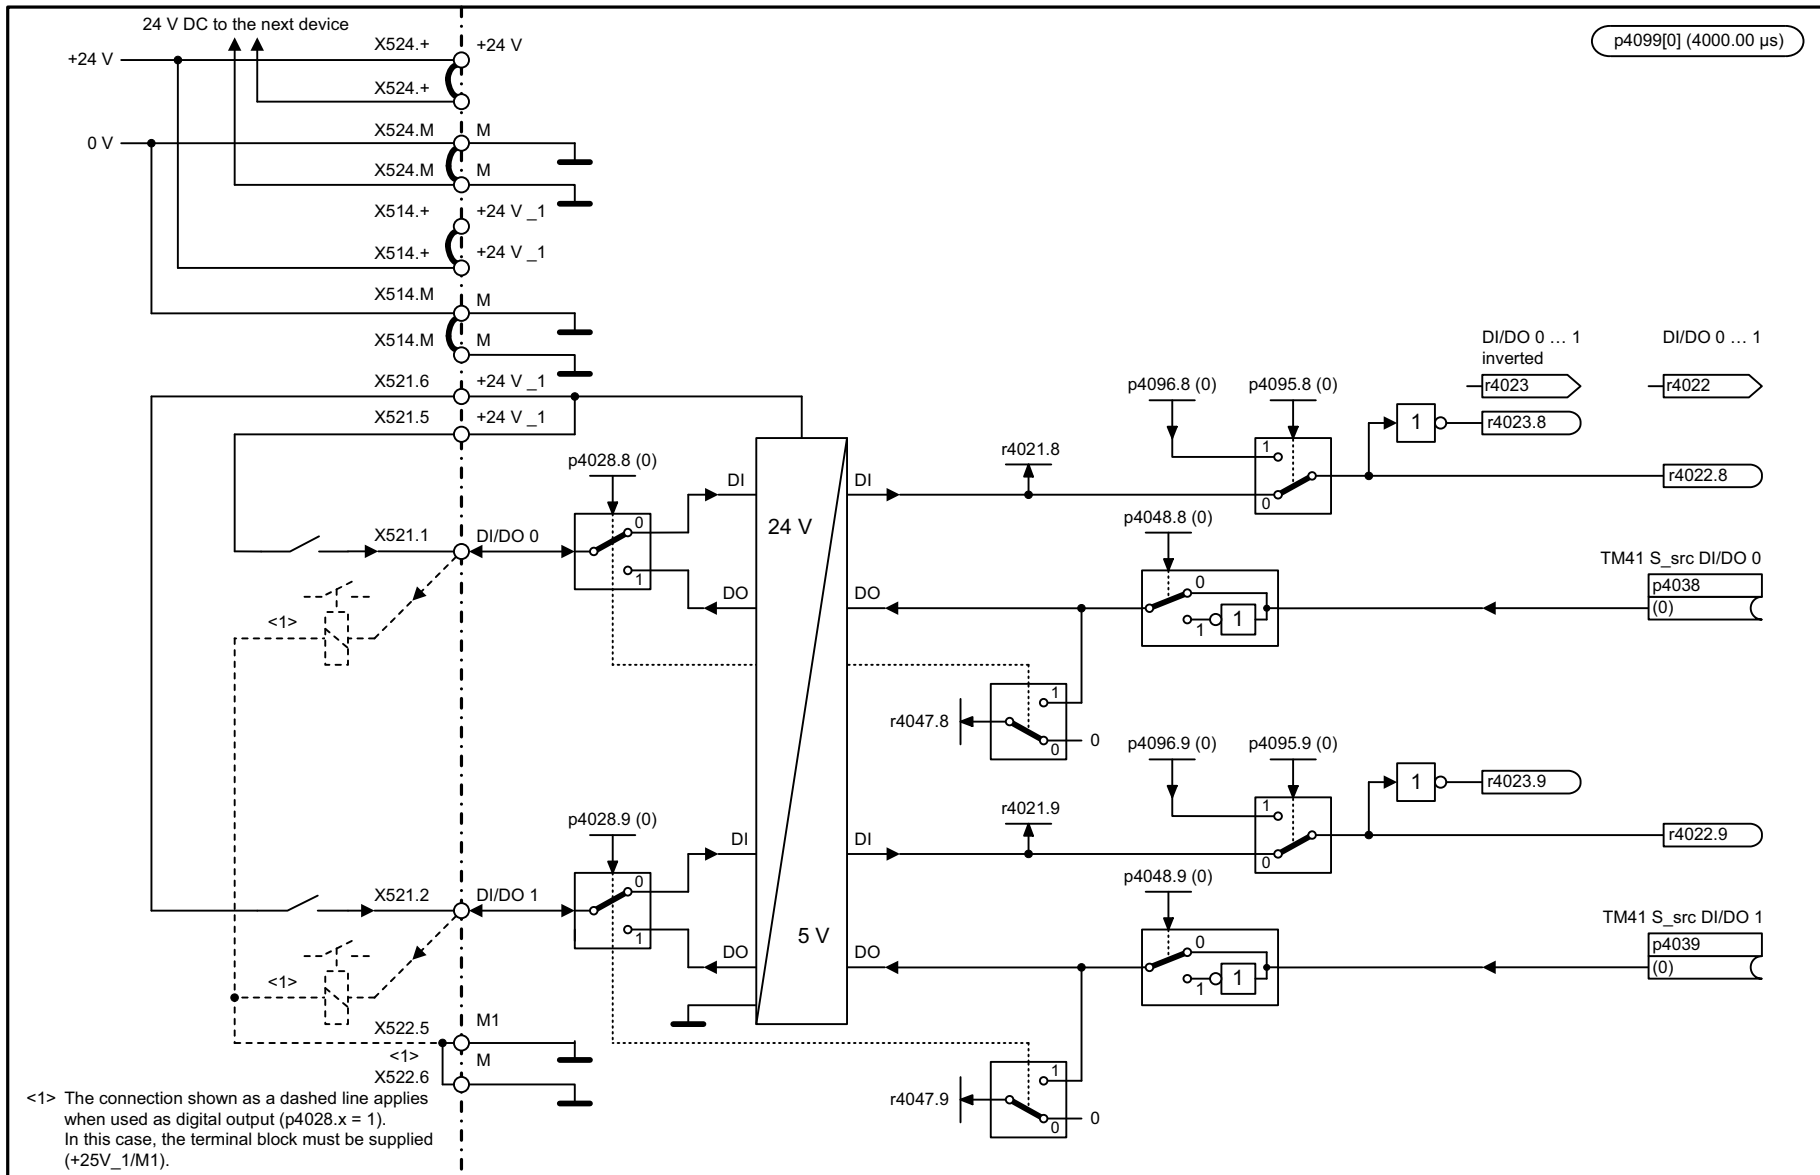 24 V DC to the next device
p4099[0] (4000.00 µs)
X524.+
+24 V
+24 V
X524.+
X524.M
M
0 V
X524.M
M
X514.+
+24 V _1
X514.+
+24 V _1
X514.M
M
X514.M
M
DI/DO 0 … 1
inverted
DI/DO 0 … 1
r4023
r4022
X521.6
+24 V _1
X521.5
+24 V _1
p4096.8 (0)
p4095.8 (0)
1
r4023.8
p4028.8 (0)
DI
DI
r4021.8
1
0
r4022.8
24 V
X521.1
DI/DO 0
0
1
p4048.8 (0)
TM41 S_src DI/DO 0
p4038
(0)
DO
DO
0
1
1
<1>
r4047.8
1
0
0
p4096.9 (0)
p4095.9 (0)
1
r4023.9
p4028.9 (0)
DI
DI
r4021.9
1
0
r4022.9
X521.2
DI/DO 1
0
1
p4048.9 (0)
TM41 S_src DI/DO 1
p4039
(0)
5 V
DO
DO
0
1
1
<1>
X522.5
M1
<1>
M
X522.6
r4047.9
1
0
0
<1> The connection shown as a dashed line applies
when used as digital output (p4028.x = 1).
In this case, the terminal block must be supplied
(+25V_1/M1).